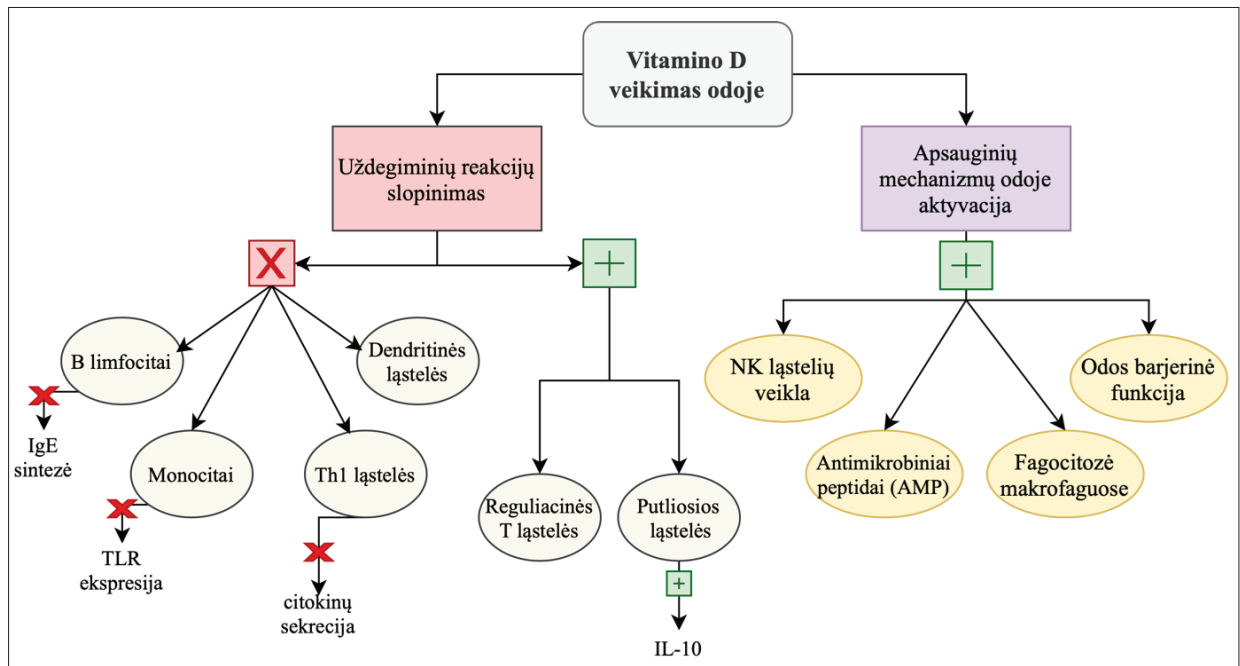 Vitamino D
veikimas odoje
Uždegiminių reakcijų
slopinimas
Apsauginių
mechanizmų odoje
aktyvacija
B limfocitai
Dendritinės
ląstelės
IgE
sintezė
Monocitai
TLR
ekspresija
Th1 ląstelės
citokinų
sekrecija
Reguliacinės
T ląstelės
Putliosios
ląstelės
IL-10
NK ląstelių
veikla
Antimikrobiniai
peptidai (AMP)
Fagocitozė
makrofaguose
Odos barjerinė
funkcija